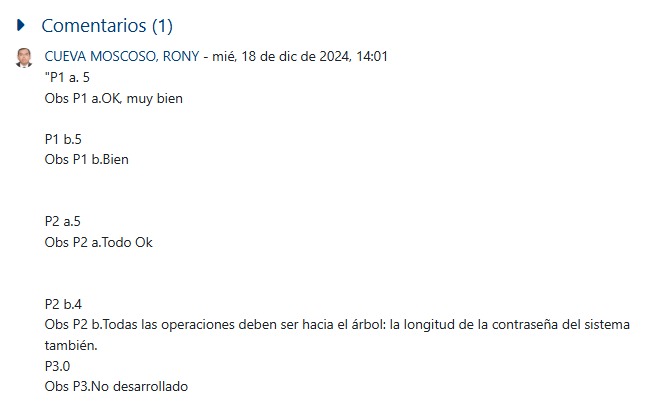 Comentarios (1)
CUEVA MOSCOSO, RONY - mié, 18 de dic de 2024, 14:01
"P1 a. 5
Obs P1 a.OK, muy bien
P1 b.5
Obs P1 b.Bien
P2 a.5
Obs P2 a.Todo Ok
P2 b.4
Obs P2 b.Todas las operaciones deben ser hacia el árbol: la longitud de la contraseña del sistema
también.
P3.0
Obs P3.No desarrollado